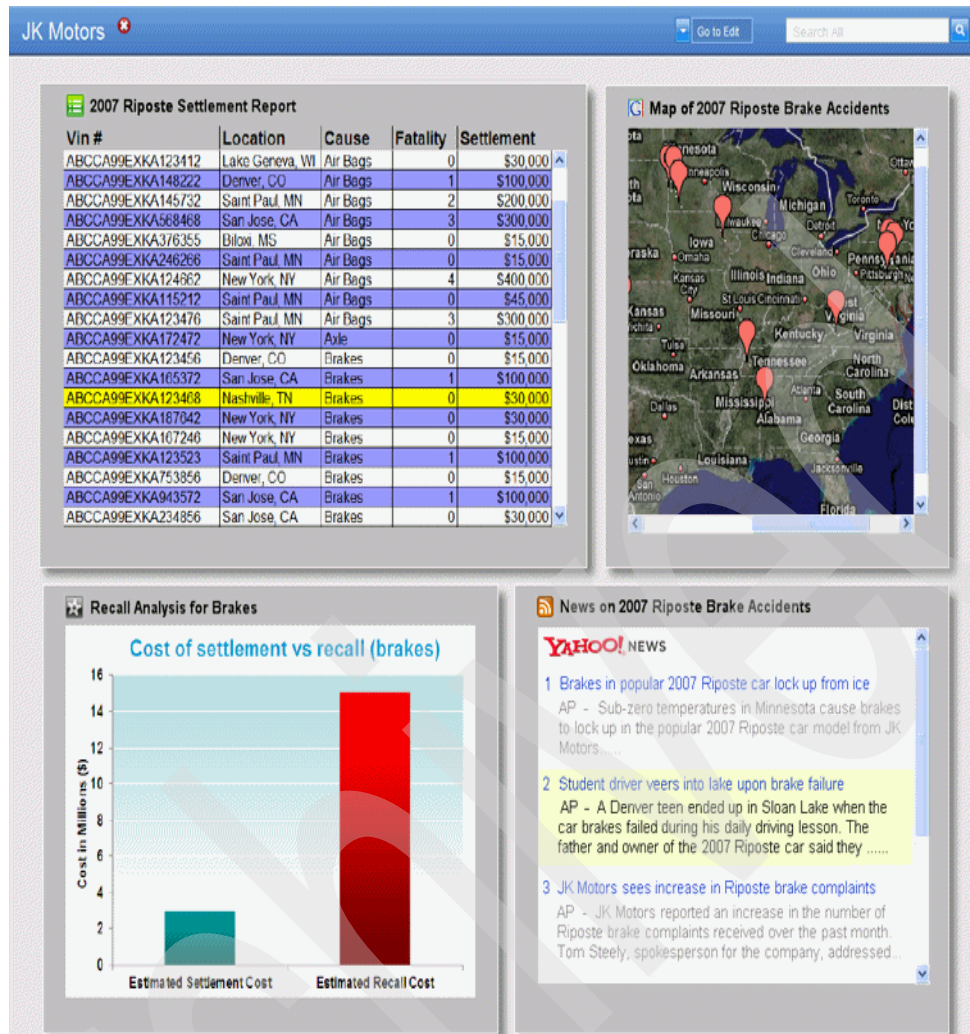 JK Motors
Go to Edit
Search All
2007 Riposte Settlement Report
Vin # Location Cause Fatality Settlement
ABCCA99EXKA123412 Lake Geneva, WI Air Bags 0 $30,000
ABCCA99EXKA148222 Denver, CO Air Bags 1 $100,000
ABCCA99EXKA145732 Saint Paul, MN Air Bags 2 $200,000
ABCCA99EXKA568468 San Jose, CA Air Bags 3 $300,000
ABCCA99EXKA376355 Biloxi, MS Air Bags 0 $15,000
ABCCA99EXKA246266 Saint Paul, MN Air Bags 0 $15,000
ABCCA99EXKA124662 New York, NY Air Bags 4 $400,000
ABCCA99EXKA115212 Saint Paul, MN Air Bags 0 $45,000
ABCCA99EXKA123476 Saint Paul, MN Air Bags 3 $300,000
ABCCA99EXKA172472 New York, NY Axle 0 $15,000
ABCCA99EXKA123456 Denver, CO Brakes 0 $15,000
ABCCA99EXKA165372 San Jose, CA Brakes 1 $100,000
ABCCA99EXKA123468 Nashville, TN Brakes 0 $30,000
ABCCA99EXKA187642 New York, NY Brakes 0 $30,000
ABCCA99EXKA167246 New York, NY Brakes 0 $15,000
ABCCA99EXKA123523 Saint Paul, MN Brakes 1 $100,000
ABCCA99EXKA753856 Denver, CO Brakes 0 $15,000
ABCCA99EXKA943572 San Jose, CA Brakes 1 $100,000
ABCCA99EXKA234856 San Jose, CA Brakes 0 $30,000
Map of 2007 Riposte Brake Accidents
Wisconsin
Michigan
Toronto
Detroit
Chicago
Iowa
Omaha
Cleveland
Pittsburgh
Illinois Indiana Ohio
Kansas City
St Louis Cincinnati
Missouri
Kentucky Virginia
Tulsa
Oklahoma
Arkansas
Tennessee
North Carolina
Atlanta
South Carolina
Dallas
Mississippi
Alabama
Georgia
Louisiana
Jacksonville
San Antonio
Houston
Florida
Recall Analysis for Brakes
Cost of settlement vs recall (brakes)
Cost in Millions ($)
16
14
12
10
8
6
4
2
0
Estimated Settlement Cost Estimated Recall Cost
News on 2007 Riposte Brake Accidents
YAHOO! NEWS
1 Brakes in popular 2007 Riposte car lock up from ice
AP - Sub-zero temperatures in Minnesota cause brakes
to lock up in the popular 2007 Riposte car model from JK
Motors......
2 Student driver veers into lake upon brake failure
AP - A Denver teen ended up in Sloan Lake when the
car brakes failed during his daily driving lesson. The
father and owner of the 2007 Riposte car said they ......
3 JK Motors sees increase in Riposte brake complaints
AP - JK Motors reported an increase in the number of
Riposte brake complaints received over the past month.
Tom Steely, spokesperson for the company, addressed...